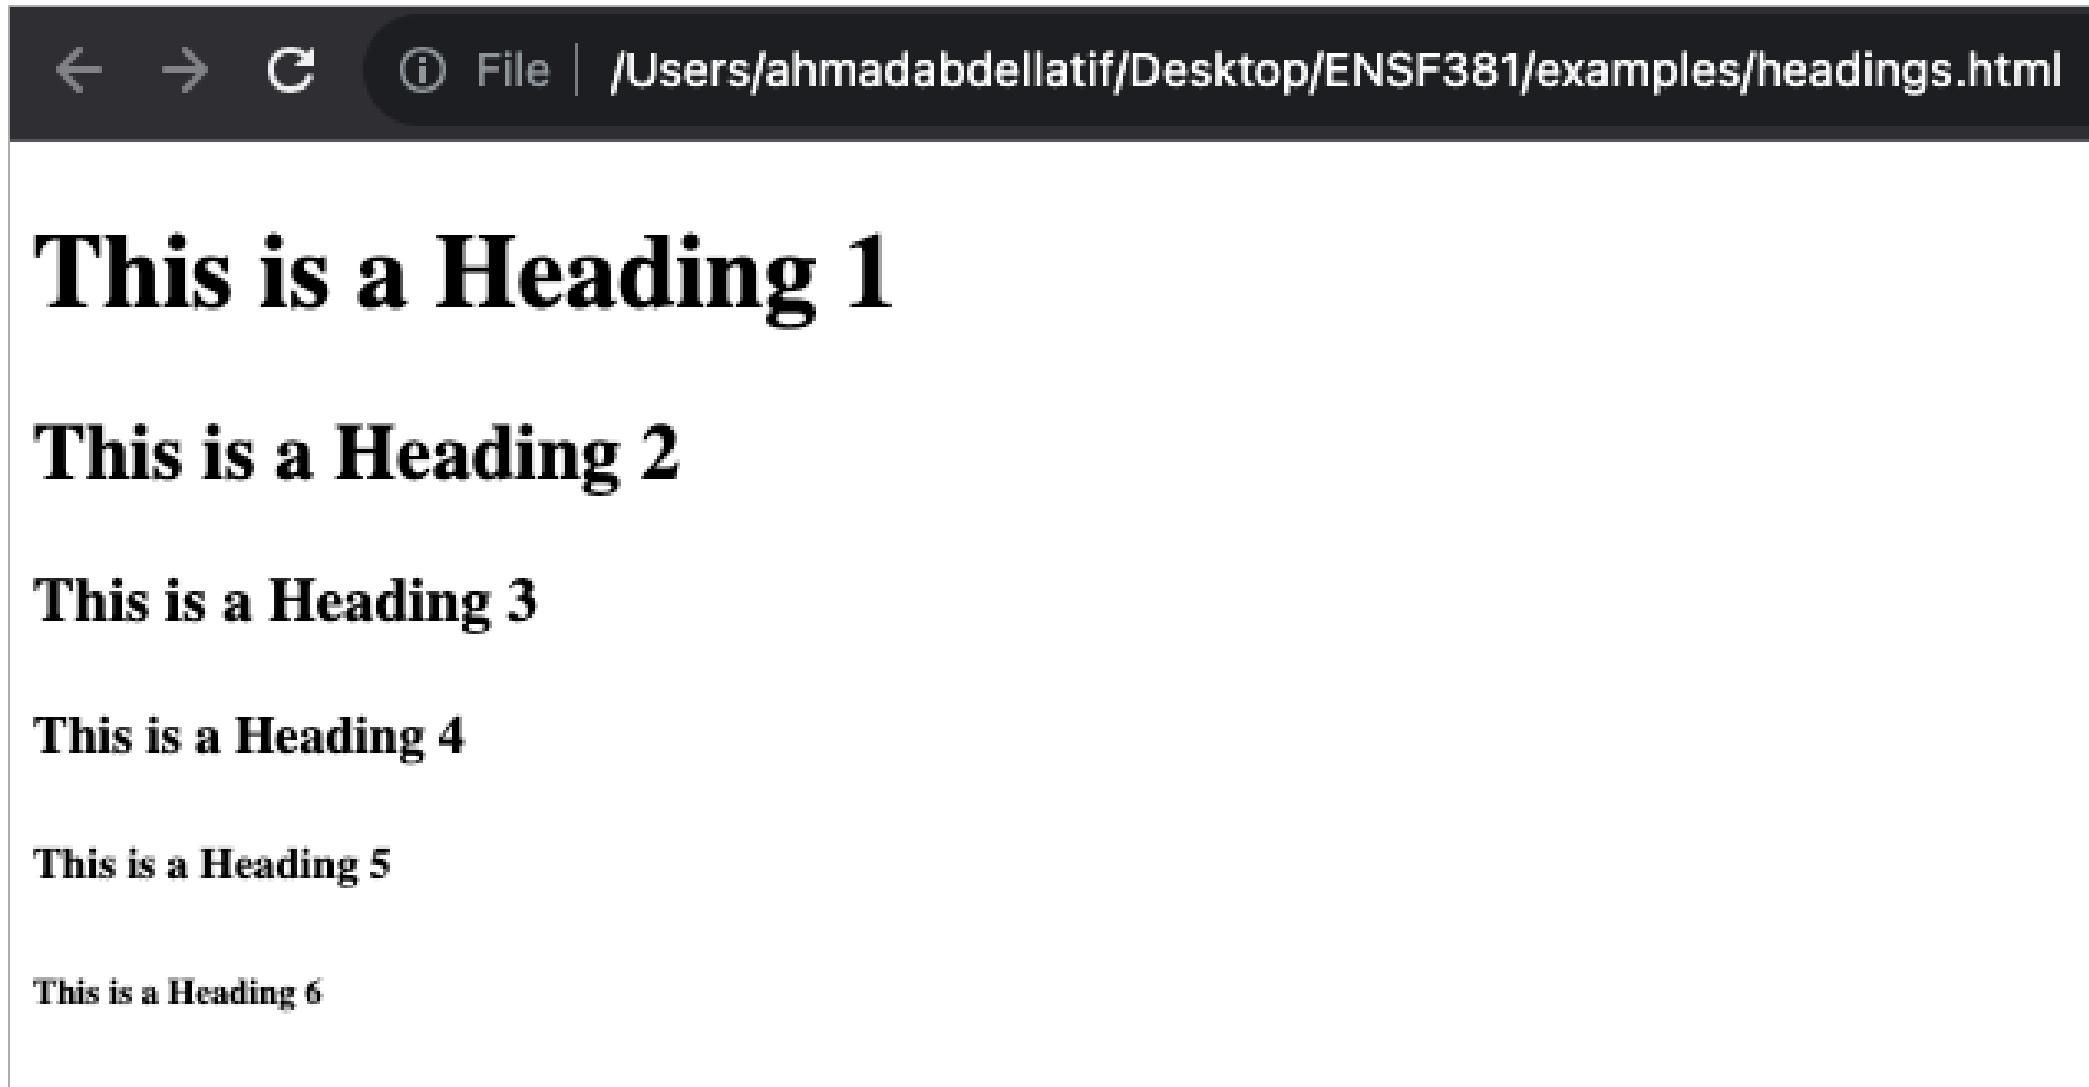 File /Users/ahmadabdellatif/Desktop/ENSF381/examples/headings.html
This is a Heading 1
This is a Heading 2
This is a Heading 3
This is a Heading 4
This is a Heading 5
This is a Heading 6